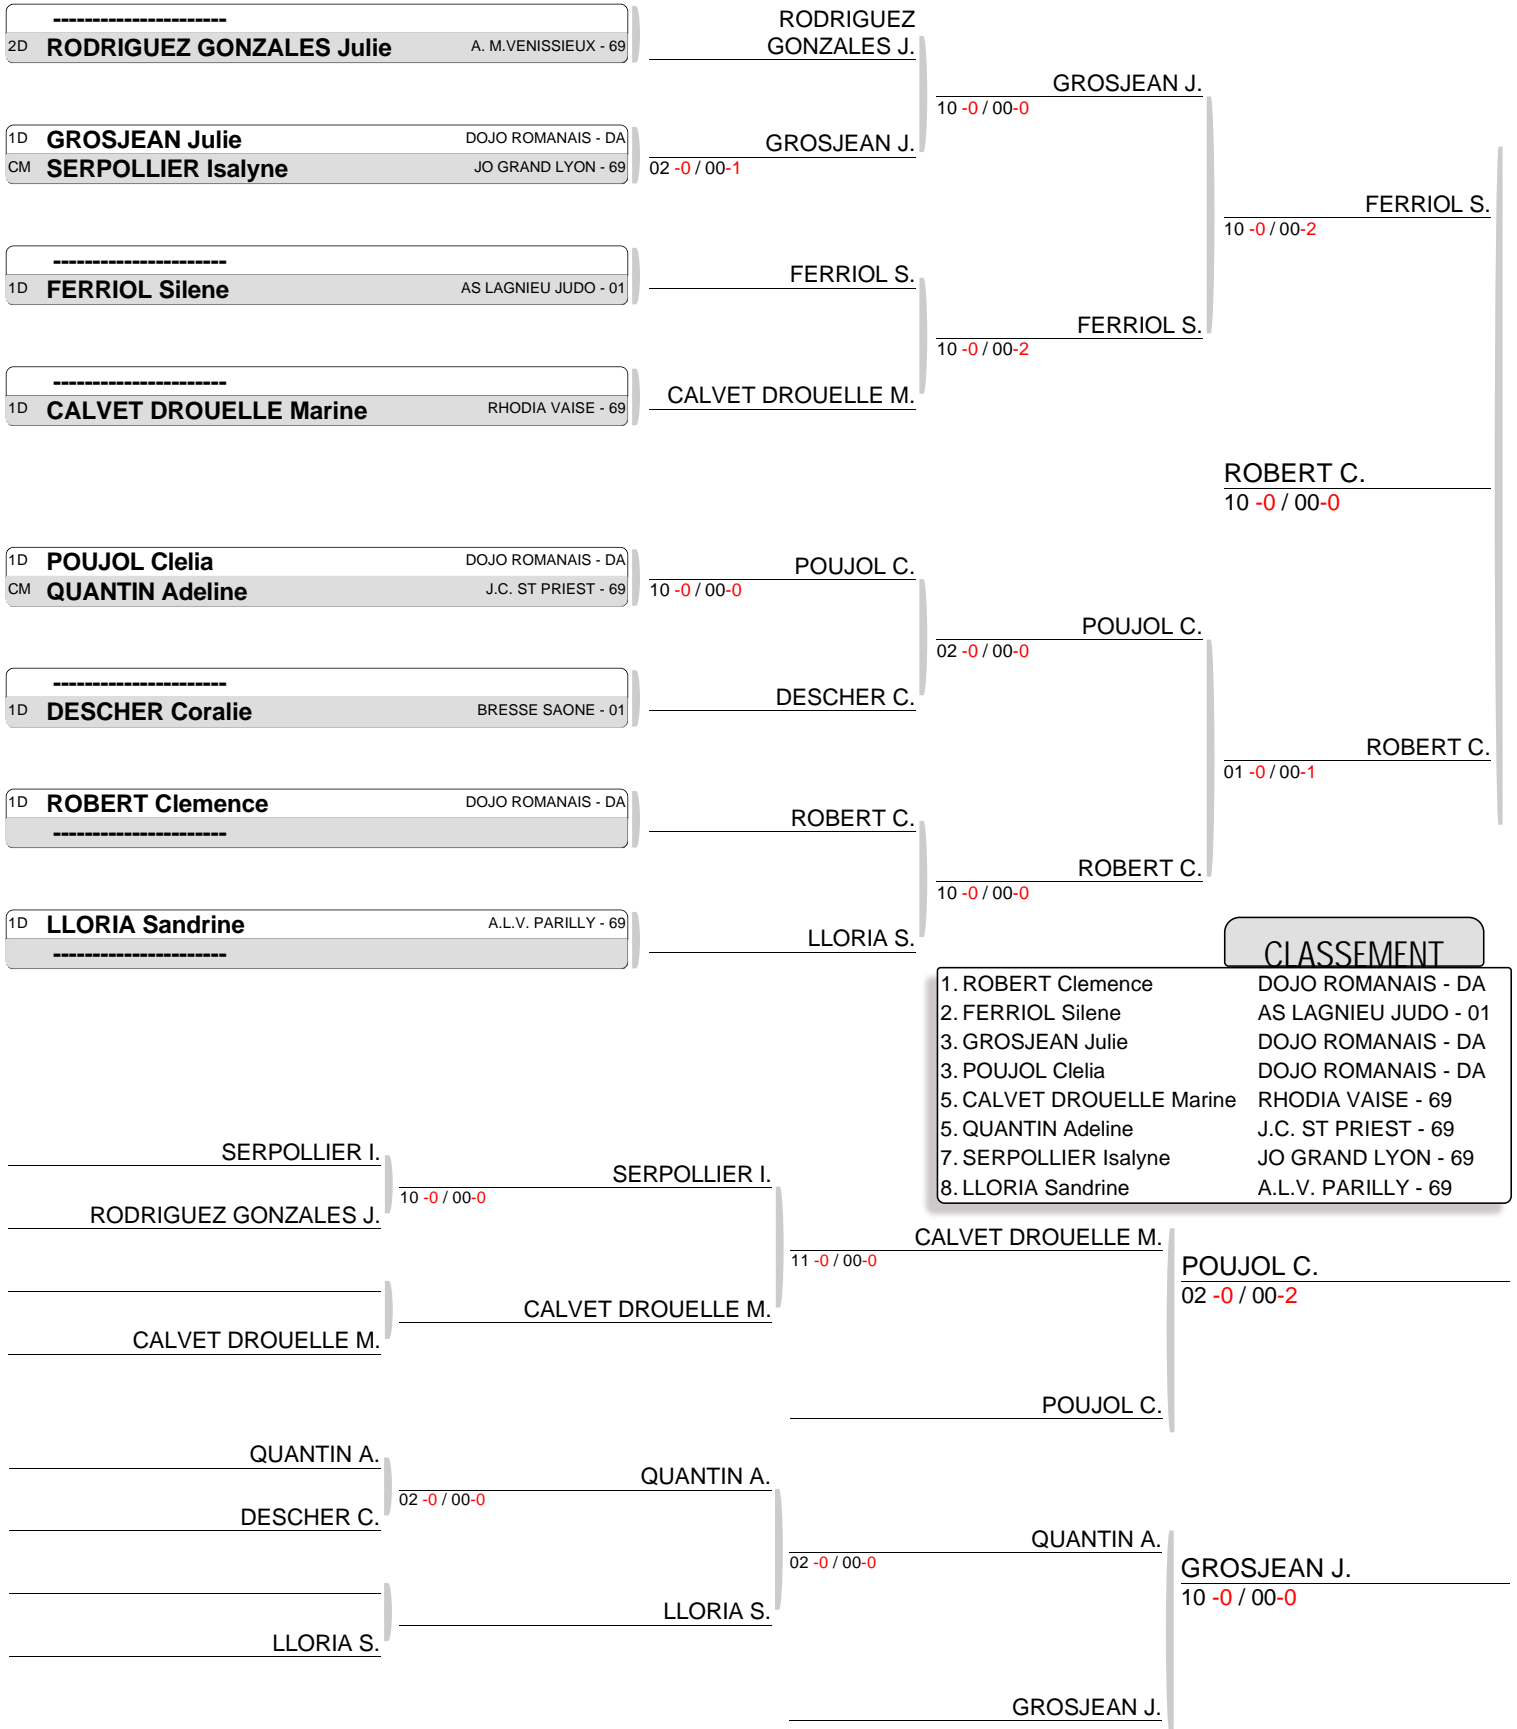 ----------------------
2D RODRIGUEZ GONZALES Julie A. M.VENISSIEUX - 69
1D GROSJEAN Julie DOJO ROMANAIS - DA
CM SERPOLLIER Isalyne JO GRAND LYON - 69
----------------------
1D FERRIOL Silene AS LAGNIEU JUDO - 01
----------------------
1D CALVET DROUELLE Marine RHODIA VAISE - 69
1D POUJOL Clelia DOJO ROMANAIS - DA
CM QUANTIN Adeline J.C. ST PRIEST - 69
----------------------
1D DESCHER Coralie BRESSE SAONE - 01
1D ROBERT Clemence DOJO ROMANAIS - DA
----------------------
1D LLORIA Sandrine A.L.V. PARILLY - 69
----------------------
RODRIGUEZ
GONZALES J.
GROSJEAN J.
02 -0 / 00-1
FERRIOL S.
CALVET DROUELLE M.
POUJOL C.
10 -0 / 00-0
DESCHER C.
ROBERT C.
LLORIA S.
GROSJEAN J.
10 -0 / 00-0
FERRIOL S.
10 -0 / 00-2
POUJOL C.
02 -0 / 00-0
ROBERT C.
10 -0 / 00-0
FERRIOL S.
10 -0 / 00-2
ROBERT C.
10 -0 / 00-0
ROBERT C.
01 -0 / 00-1
CLASSEMENT
1. ROBERT Clemence DOJO ROMANAIS - DA
2. FERRIOL Silene AS LAGNIEU JUDO - 01
3. GROSJEAN Julie DOJO ROMANAIS - DA
3. POUJOL Clelia DOJO ROMANAIS - DA
5. CALVET DROUELLE Marine RHODIA VAISE - 69
5. QUANTIN Adeline J.C. ST PRIEST - 69
7. SERPOLLIER Isalyne JO GRAND LYON - 69
8. LLORIA Sandrine A.L.V. PARILLY - 69
SERPOLLIER I.
RODRIGUEZ GONZALES J.
CALVET DROUELLE M.
SERPOLLIER I.
10 -0 / 00-0
CALVET DROUELLE M.
CALVET DROUELLE M.
11 -0 / 00-0
POUJOL C.
POUJOL C.
02 -0 / 00-2
QUANTIN A.
DESCHER C.
LLORIA S.
QUANTIN A.
02 -0 / 00-0
LLORIA S.
QUANTIN A.
02 -0 / 00-0
GROSJEAN J.
GROSJEAN J.
10 -0 / 00-0